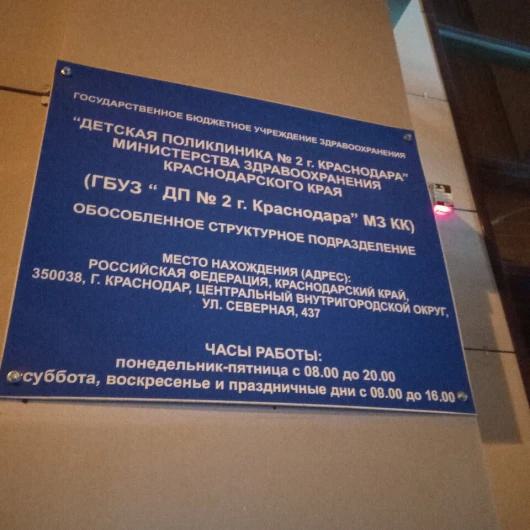 ГОСУДАРСТВЕННОЕ БЮДЖЕТНОЕ УЧРЕЖДЕНИЕ ЗДРАВООХРАНЕНИЯ
“ДЕТСКАЯ ПОЛИКЛИНИКА № 2 г. КРАСНОДАРА”
МИНИСТЕРСТВА ЗДРАВООХРАНЕНИЯ
КРАСНОДАРСКОГО КРАЯ
(ГБУЗ “ ДП № 2 г. Краснодара” МЗ КК)
ОБОСОБЛЕННОЕ СТРУКТУРНОЕ ПОДРАЗДЕЛЕНИЕ
МЕСТО НАХОЖДЕНИЯ (АДРЕС):
РОССИЙСКАЯ ФЕДЕРАЦИЯ, КРАСНОДАРСКИЙ КРАЙ,
350038, Г. КРАСНОДАР, ЦЕНТРАЛЬНЫЙ ВНУТРИГОРОДСКОЙ ОКРУГ,
УЛ. СЕВЕРНАЯ, 437
ЧАСЫ РАБОТЫ:
понедельник-пятница с 08.00 до 20.00
суббота, воскресенье и праздничные дни с 09.00 до 16.00